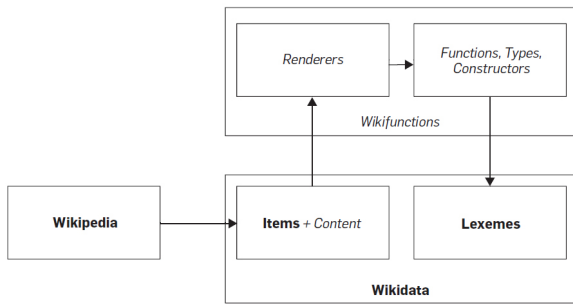 Renderers
Functions, Types,
Constructors
Wikifunctions
Wikipedia
Items + Content
Lexemes
Wikidata